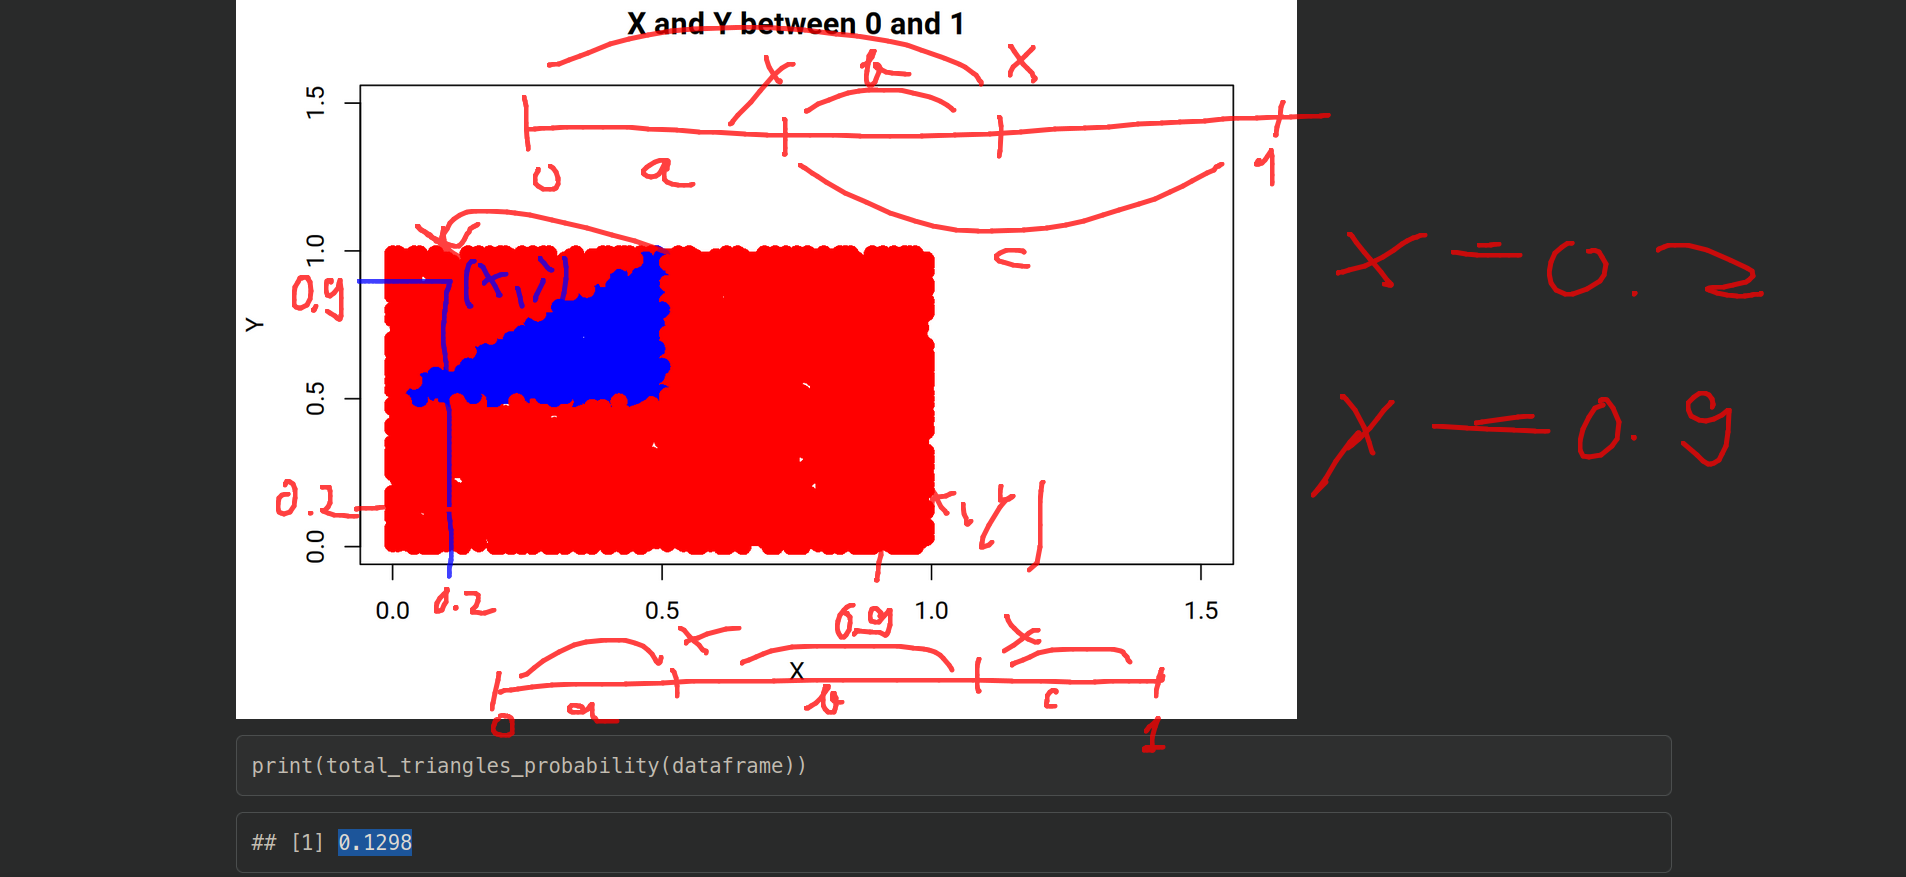 X and Y between 0 and 1
x b X
1.5
0 a 1
c
1.0
(x, y)
x = 0.2
0.9
Y
0.5
x = 0.9
0.2
x, y
0.0
0.0 0.5 1.0 1.5
0.2 0.9
x x
X
a b c
0 1
print(total_triangles_probability(dataframe))
## [1] 0.1298